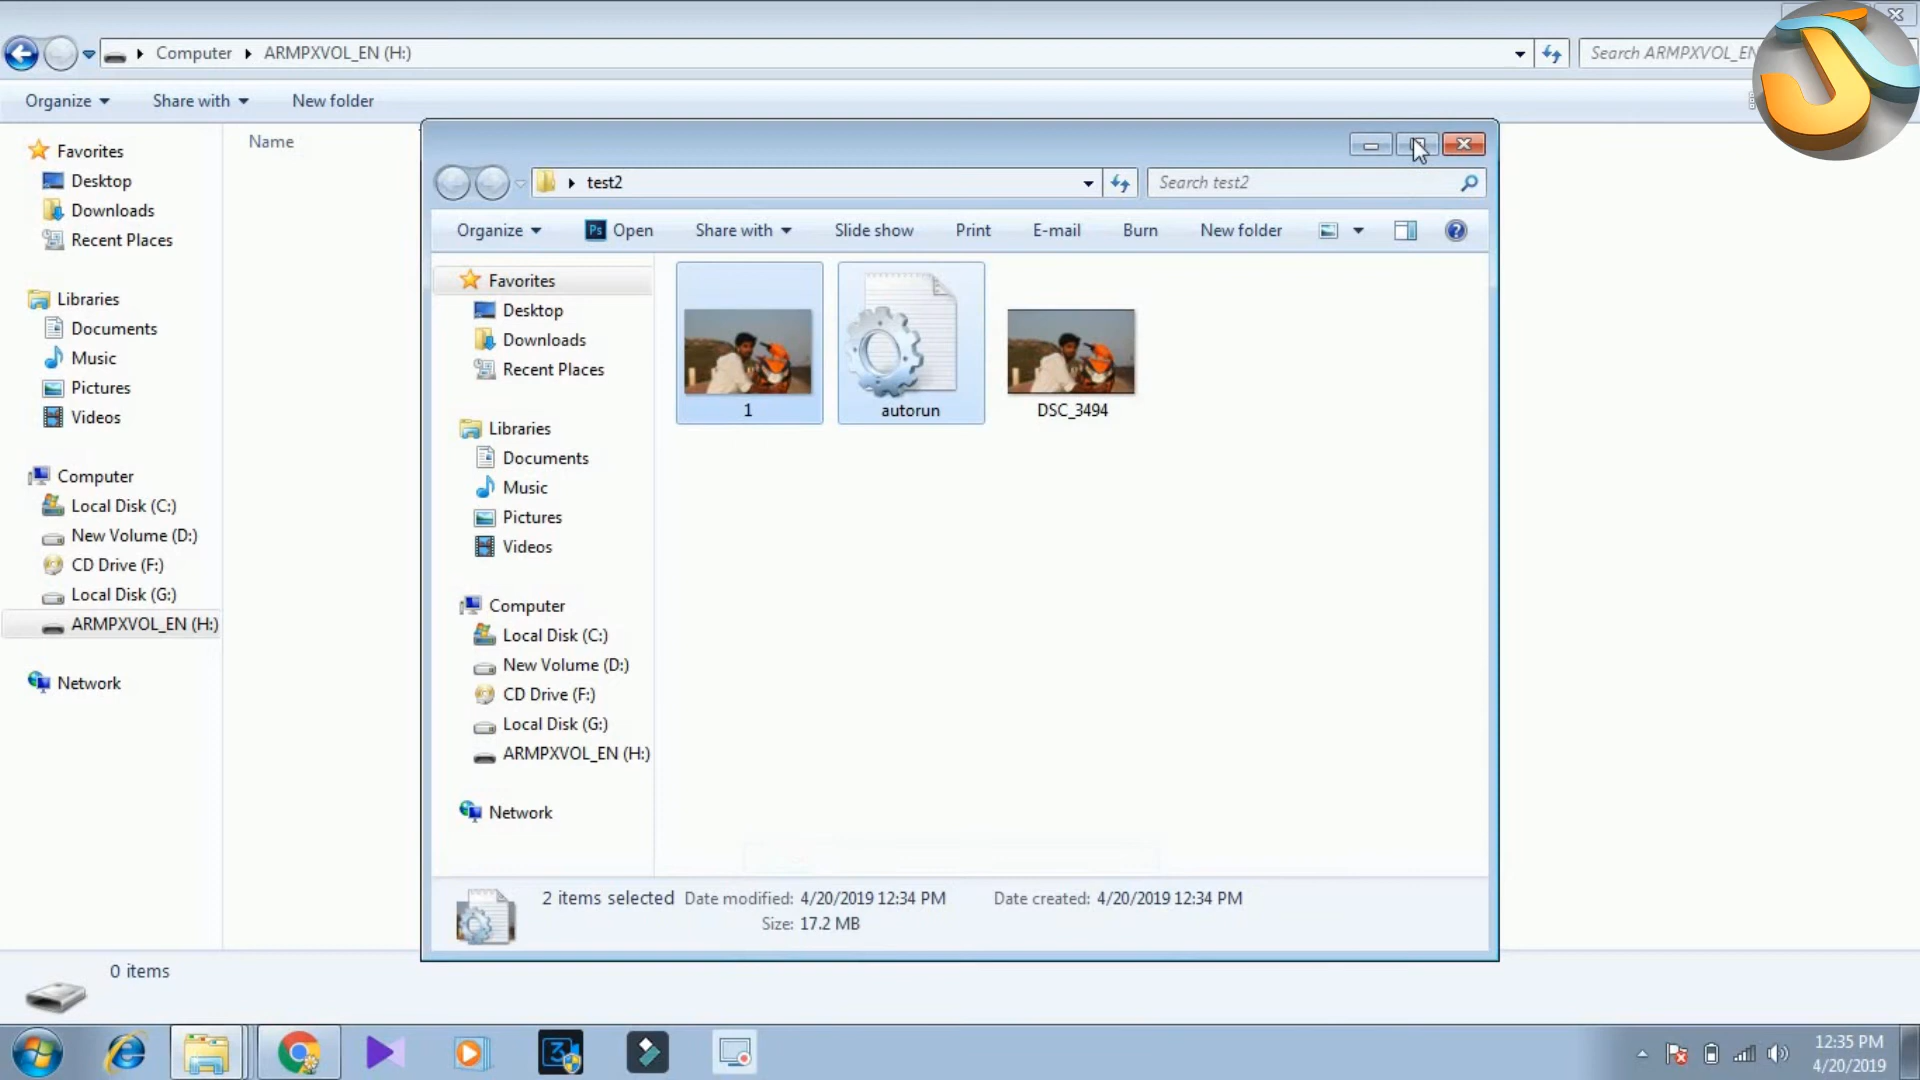 Computer ARMPXVOL_EN (H:)
Search ARMPXVOL_EN
Organize Share with New folder
Favorites
Desktop
Downloads
Recent Places
Libraries
Documents
Music
Pictures
Videos
Computer
Local Disk (C:)
New Volume (D:)
CD Drive (F:)
Local Disk (G:)
ARMPXVOL_EN (H:)
Network
Name
test2
Search test2
Organize Ps Open Share with Slide show Print E-mail Burn New folder
Favorites
Desktop
Downloads
Recent Places
Libraries
Documents
Music
Pictures
Videos
Computer
Local Disk (C:)
New Volume (D:)
CD Drive (F:)
Local Disk (G:)
ARMPXVOL_EN (H:)
Network
1
autorun
DSC_3494
2 items selected Date modified: 4/20/2019 12:34 PM Date created: 4/20/2019 12:34 PM
Size: 17.2 MB
0 items
12:35 PM
4/20/2019